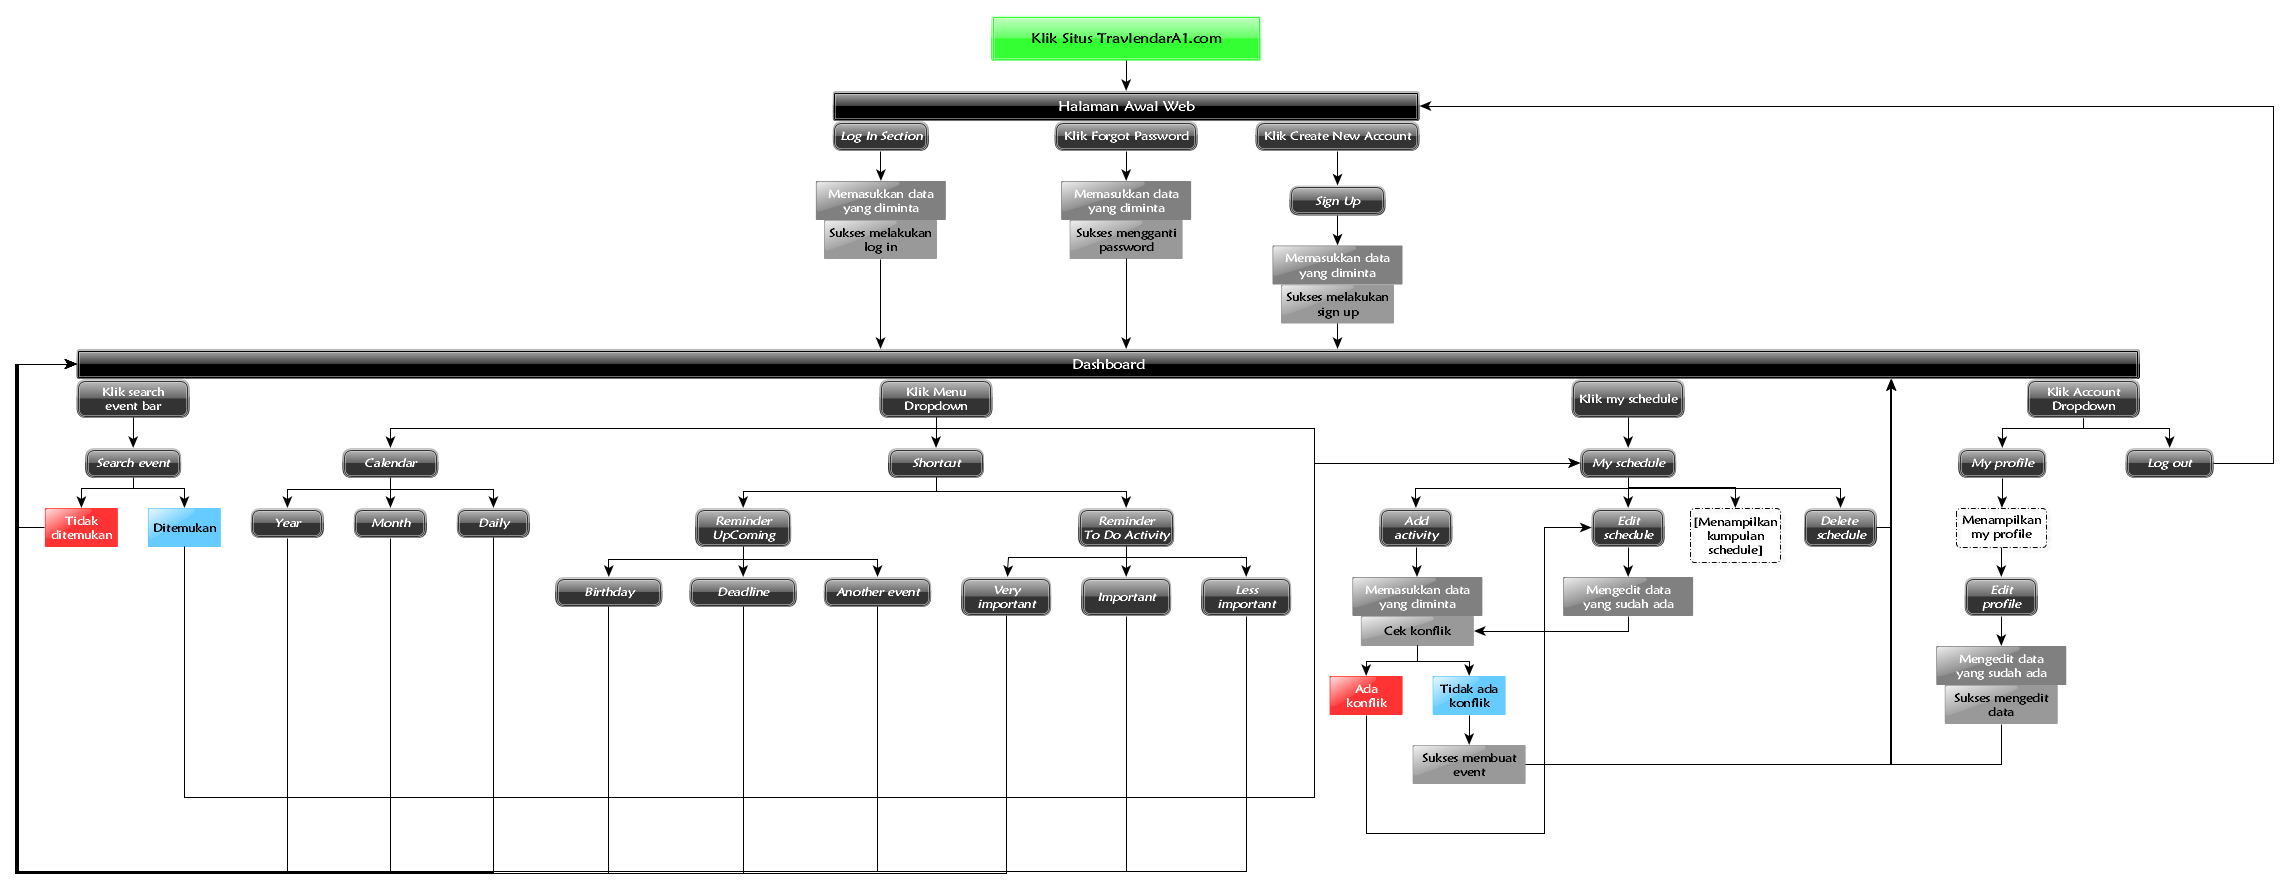 Klik Situs TravlendarA1.com
Halaman Awal Web
Log In Section
Klik Forgot Password
Klik Create New Account
Memasukkan data
yang diminta
Sukses melakukan
log in
Memasukkan data
yang diminta
Sukses mengganti
password
Sign Up
Memasukkan data
yang diminta
Sukses melakukan
sign up
Dashboard
Klik search
event bar
Klik Menu
Dropdown
Klik my schedule
Klik Account
Dropdown
Search event
Calendar
Shortcut
My schedule
My profile
Log out
Tidak
ditemukan
Ditemukan
Year
Month
Daily
Reminder
UpComing
Reminder
To Do Activity
Add
activity
Edit
schedule
[Menampilkan
kumpulan
schedule]
Delete
schedule
Menampilkan
my profile
Birthday
Deadline
Another event
Very
important
Important
Less
important
Memasukkan data
yang diminta
Cek konflik
Mengedit data
yang sudah ada
Edit
profile
Ada
konflik
Tidak ada
konflik
Mengedit data
yang sudah ada
Sukses mengedit
data
Sukses membuat
event